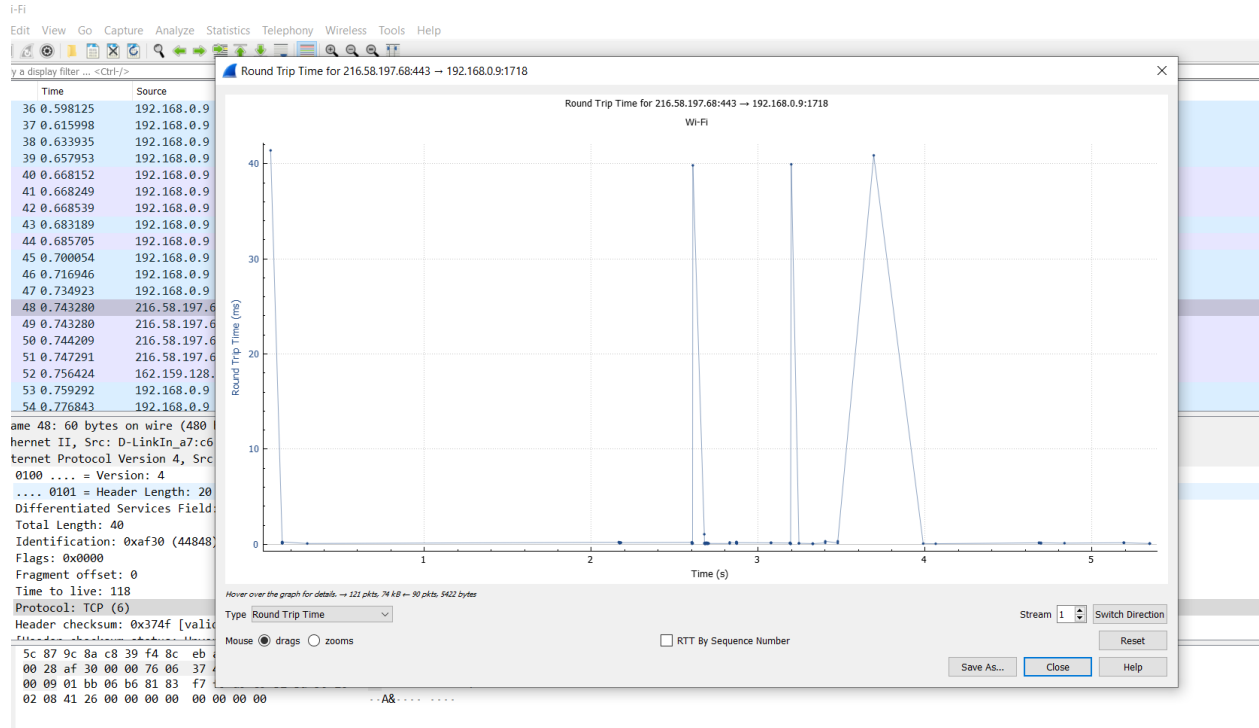 i-Fi
Edit View Go Capture Analyze Statistics Telephony Wireless Tools Help
y a display filter ... <Ctrl-/>
Time Source
36 0.598125 192.168.0.9
37 0.615998 192.168.0.9
38 0.633935 192.168.0.9
39 0.657953 192.168.0.9
40 0.668152 192.168.0.9
41 0.668249 192.168.0.9
42 0.668539 192.168.0.9
43 0.683189 192.168.0.9
44 0.685705 192.168.0.9
45 0.700054 192.168.0.9
46 0.716946 192.168.0.9
47 0.734923 192.168.0.9
48 0.743280 216.58.197.6
49 0.743280 216.58.197.6
50 0.744209 216.58.197.6
51 0.747291 216.58.197.6
52 0.756424 162.159.128.
53 0.759292 192.168.0.9
54 0.776843 192.168.0.9
ame 48: 60 bytes on wire (480
hernet II, Src: D-LinkIn_a7:c6
ternet Protocol Version 4, Src
0100 .... = Version: 4
.... 0101 = Header Length: 20
Differentiated Services Field:
Total Length: 40
Identification: 0xaf30 (44848)
Flags: 0x0000
Fragment offset: 0
Time to live: 118
Protocol: TCP (6)
Header checksum: 0x374f [valid
5c 87 9c 8a c8 39 f4 8c eb
00 28 af 30 00 00 76 06 37
00 09 01 bb 06 b6 81 83 f7
02 08 41 26 00 00 00 00 00 00 00 00
··A&···· ····
Round Trip Time for 216.58.197.68:443 → 192.168.0.9:1718
Round Trip Time for 216.58.197.68:443 → 192.168.0.9:1718
Wi-Fi
Round Trip Time (ms)
40
30
20
10
0
1 2 3 4 5
Time (s)
Hover over the graph for details. → 121 pkts, 74 kB ← 90 pkts, 5422 bytes
Type Round Trip Time Stream 1 Switch Direction
Mouse drags zooms RTT By Sequence Number Reset
Save As... Close Help